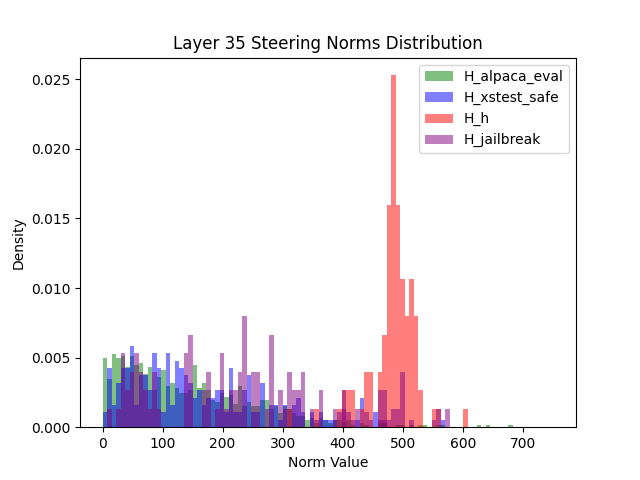 Layer 35 Steering Norms Distribution
H_alpaca_eval
H_xstest_safe
H_h
H_jailbreak
0.025
0.020
0.015
0.010
0.005
0.000
Density
0 100 200 300 400 500 600 700
Norm Value